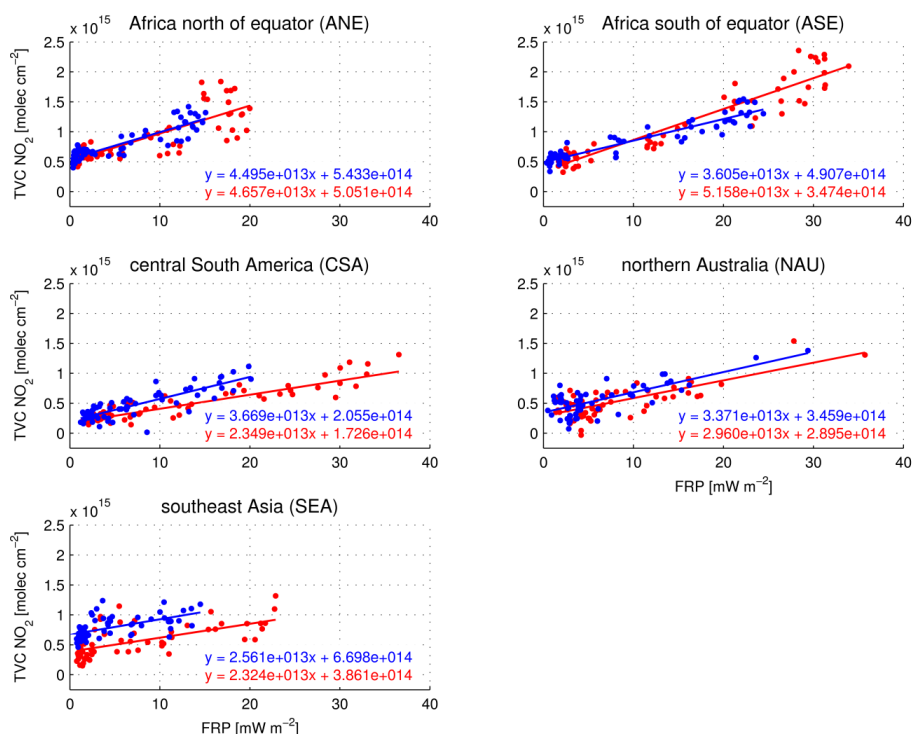 Africa north of equator (ANE)
x 10^15
2.5
2
1.5
1
0.5
0
TVC NO₂ [molec cm⁻²]
y = 4.495e+013x + 5.433e+014
y = 4.657e+013x + 5.051e+014
0 10 20 30 40
Africa south of equator (ASE)
x 10^15
2.5
2
1.5
1
0.5
0
y = 3.605e+013x + 4.907e+014
y = 5.158e+013x + 3.474e+014
0 10 20 30 40
central South America (CSA)
x 10^15
2.5
2
1.5
1
0.5
0
TVC NO₂ [molec cm⁻²]
y = 3.669e+013x + 2.055e+014
y = 2.349e+013x + 1.726e+014
0 10 20 30 40
northern Australia (NAU)
x 10^15
2.5
2
1.5
1
0.5
0
y = 3.371e+013x + 3.459e+014
y = 2.960e+013x + 2.895e+014
0 10 20 30 40
FRP [mW m⁻²]
southeast Asia (SEA)
x 10^15
2.5
2
1.5
1
0.5
0
TVC NO₂ [molec cm⁻²]
y = 2.561e+013x + 6.698e+014
y = 2.324e+013x + 3.861e+014
0 10 20 30 40
FRP [mW m⁻²]